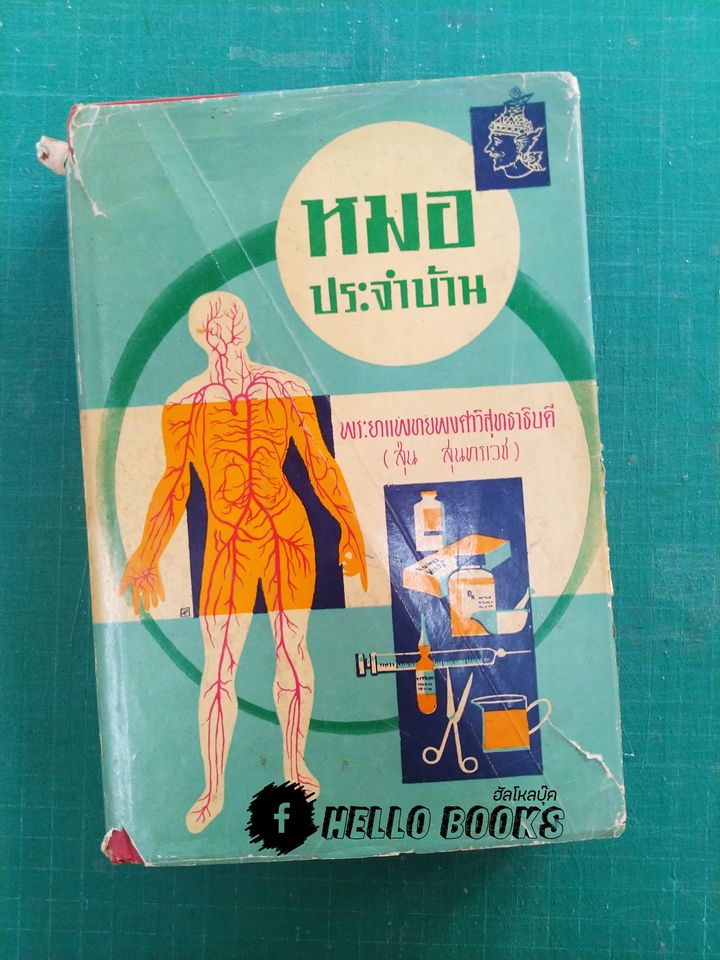 หมอ
ประจำบ้าน
พระยาแพทยพงศาวิสุทธาธิบดี
(สุ่น สุนทรเวช)
ฮัลโหลบุ๊ค
f HELLO BOOKS